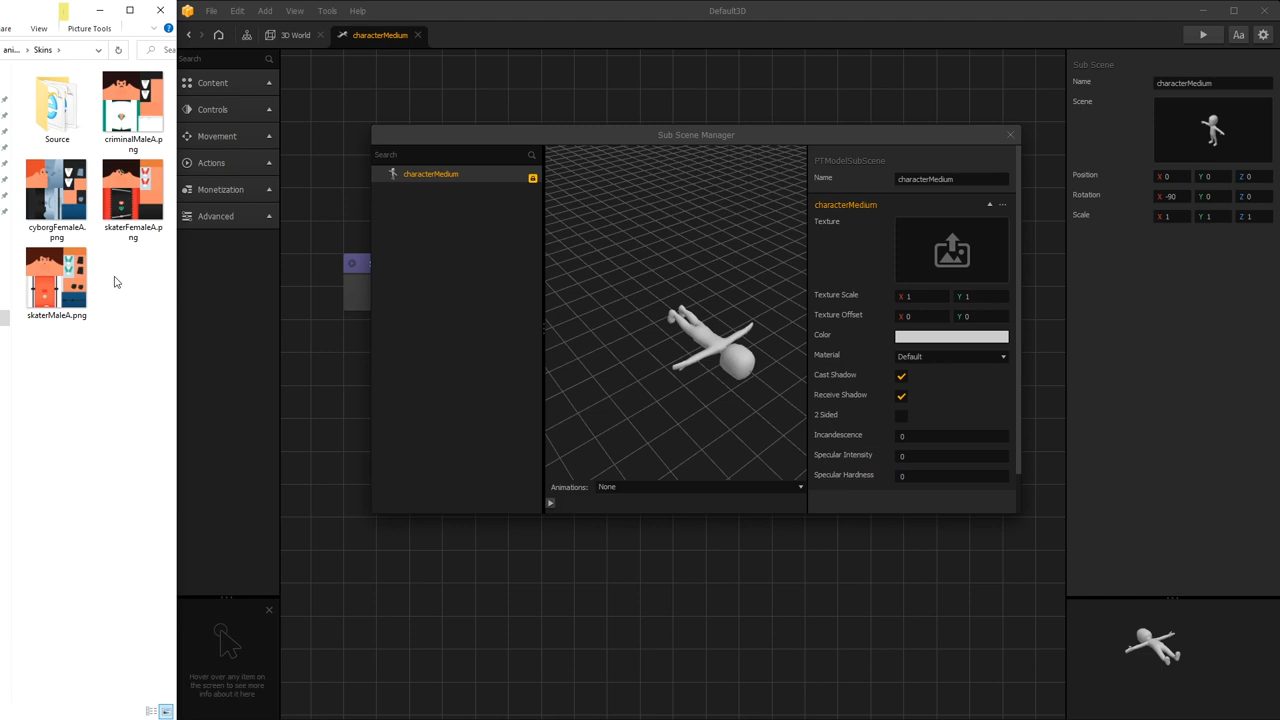 File Edit Add View Tools Help Default3D
are View Picture Tools
ani... Skins Sea
3D World characterMedium Aa
Search
Content
Controls
Movement
Actions
Monetization
Advanced
Source
criminalMaleA.p
ng
cyborgFemaleA.
png
skaterFemaleA.p
ng
skaterMaleA.png
Sub Scene Manager
Search
characterMedium
Animations: None
PTModelSubScene
Name characterMedium
characterMedium
Texture
Texture Scale X 1 Y 1
Texture Offset X 0 Y 0
Color
Material Default
Cast Shadow
Receive Shadow
2 Sided
Incandescence 0
Specular Intensity 0
Specular Hardness 0
Sub Scene
Name characterMedium
Scene
Position X 0 Y 0 Z 0
Rotation X -90 Y 0 Z 0
Scale X 1 Y 1 Z 1
Hover over any item on
the screen to see more
info about it here